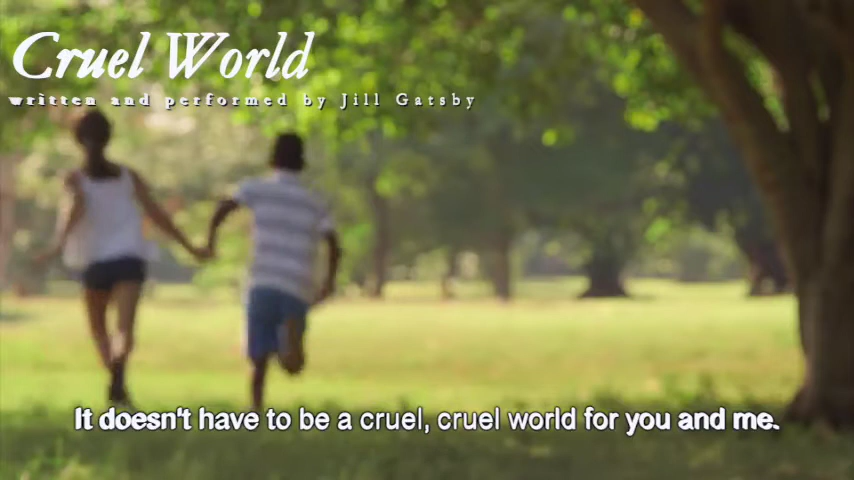 Cruel World
written and performed by Jill Gatsby
It doesn't have to be a cruel, cruel world for you and me.